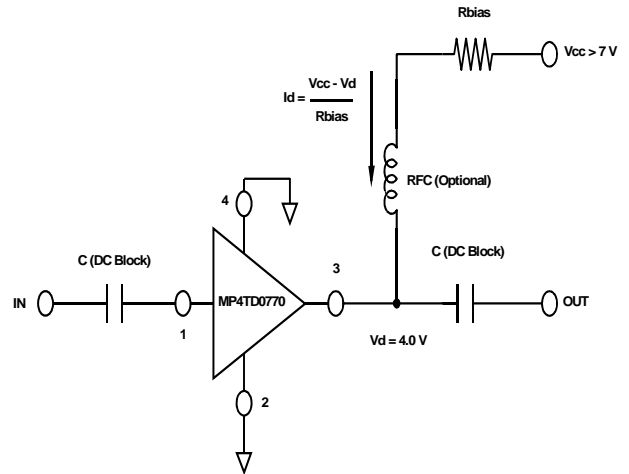 Rbias
Vcc > 7 V
Vcc - Vd
Id =
Rbias
RFC (Optional)
4
C (DC Block)
C (DC Block)
3
IN
MP4TD0770
OUT
1
Vd = 4.0 V
2